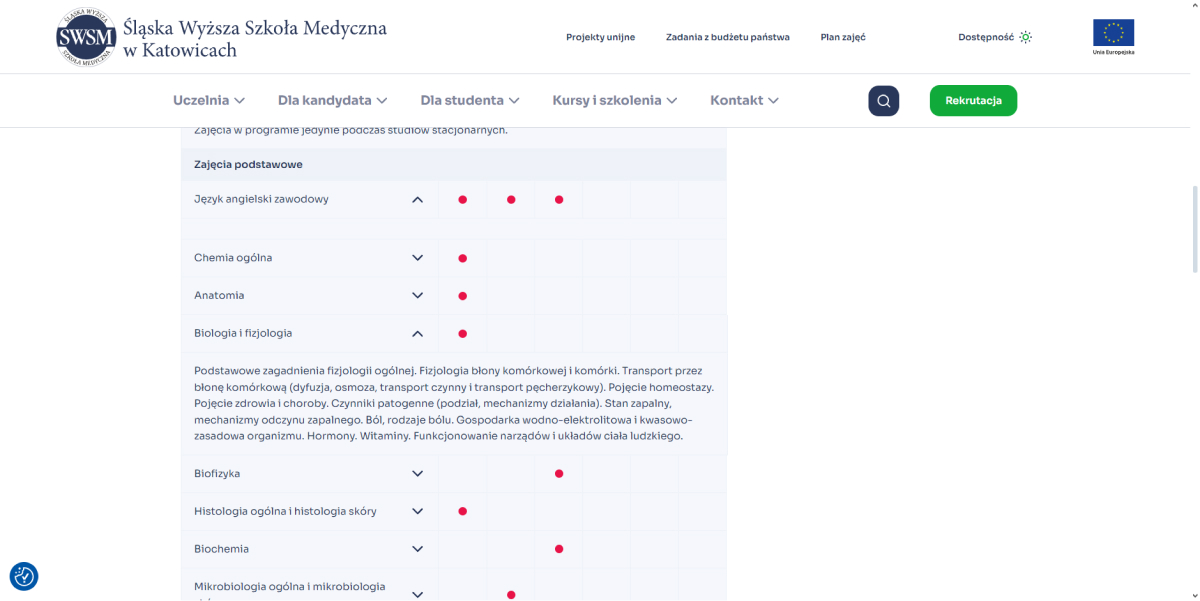 ŚLĄSKA WYŻSZA
SWSM
SZKOŁA MEDYCZNA
Śląska Wyższa Szkoła Medyczna
w Katowicach
Projekty unijne
Zadania z budżetu państwa
Plan zajęć
Dostępność
Unia Europejska
Uczelnia
Dla kandydata
Dla studenta
Kursy i szkolenia
Kontakt
Rekrutacja
Zajęcia w programie jedynie podczas studiów stacjonarnych.
Zajęcia podstawowe
Język angielski zawodowy
Chemia ogólna
Anatomia
Biologia i fizjologia
Podstawowe zagadnienia fizjologii ogólnej. Fizjologia błony komórkowej i komórki. Transport przez
błonę komórkową (dyfuzja, osmoza, transport czynny i transport pęcherzykowy). Pojęcie homeostazy.
Pojęcie zdrowia i choroby. Czynniki patogenne (podział, mechanizmy działania). Stan zapalny,
mechanizmy odczynu zapalnego. Ból, rodzaje bólu. Gospodarka wodno-elektrolitowa i kwasowo-
zasadowa organizmu. Hormony. Witaminy. Funkcjonowanie narządów i układów ciała ludzkiego.
Biofizyka
Histologia ogólna i histologia skóry
Biochemia
Mikrobiologia ogólna i mikrobiologia